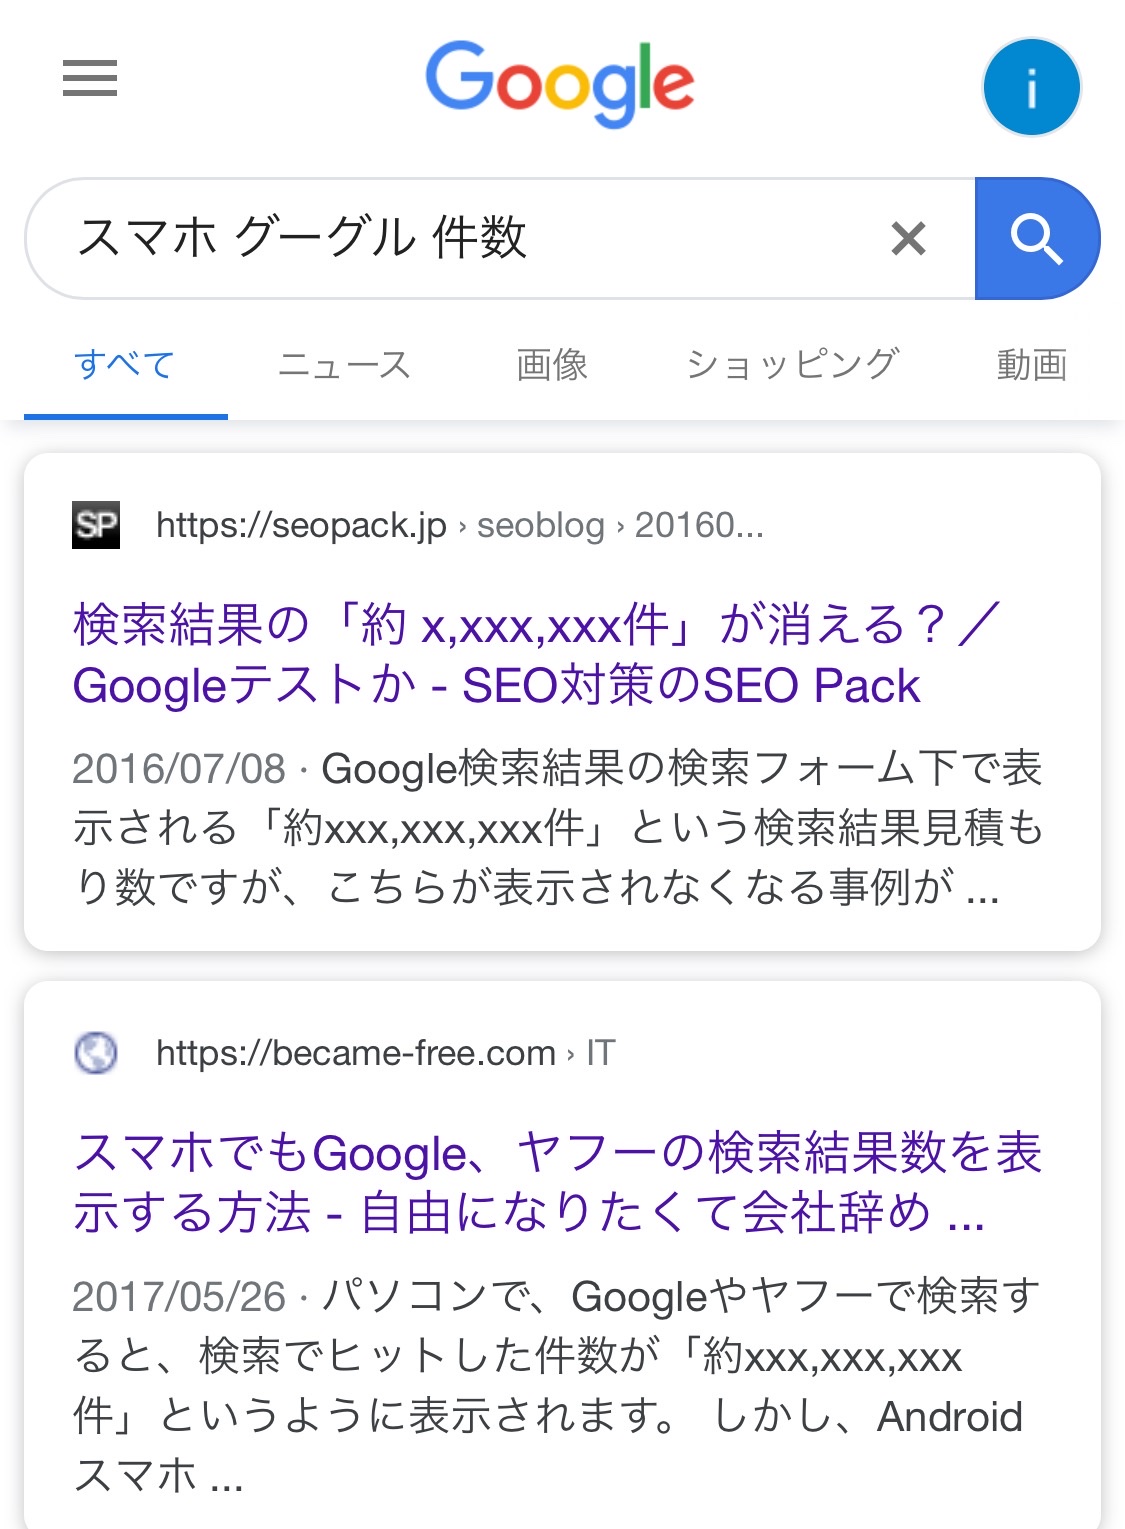 Google
i
スマホ グーグル 件数
すべて ニュース 画像 ショッピング 動画
SP https://seopack.jp › seoblog › 20160...
検索結果の「約 x,xxx,xxx件」が消える？／
Googleテストか - SEO対策のSEO Pack
2016/07/08 · Google検索結果の検索フォーム下で表
示される「約xxx,xxx,xxx件」という検索結果見積も
り数ですが、こちらが表示されなくなる事例が ...
https://became-free.com › IT
スマホでもGoogle、ヤフーの検索結果数を表
示する方法 - 自由になりたくて会社辞め ...
2017/05/26 · パソコンで、Googleやヤフーで検索す
ると、検索でヒットした件数が「約xxx,xxx,xxx
件」というように表示されます。 しかし、Android
スマホ ...